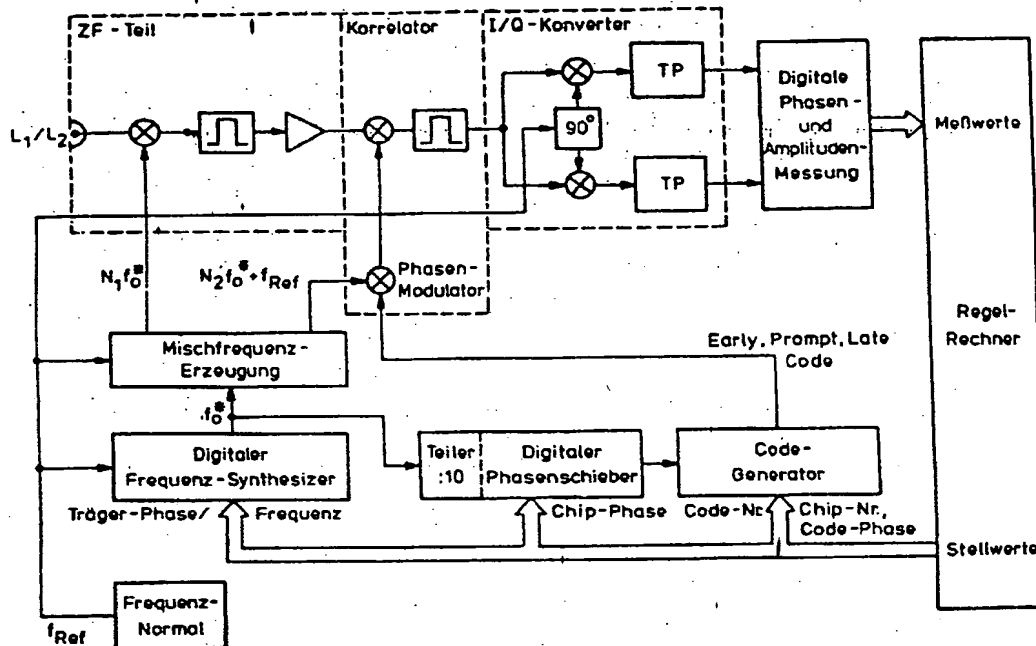 ZF - Teil
Korrelator
I/Q-Konverter
L1/L2
TP
90°
TP
Digitale
Phasen -
und
Amplituden-
Messung
Meßwerte
N1f0*
N2f0* + fRef
Phasen-
Modulator
Regel-
Rechner
Mischfrequenz-
Erzeugung
Early, Prompt, Late
Code
f0*
Digitaler
Frequenz-Synthesizer
Teiler
:10
Digitaler
Phasenschieber
Code-
Generator
Träger-Phase/ Frequenz
Chip-Phase
Code-Nr.
Chip-Nr.,
Code-Phase
Stellwerte
Frequenz-
Normal
fRef